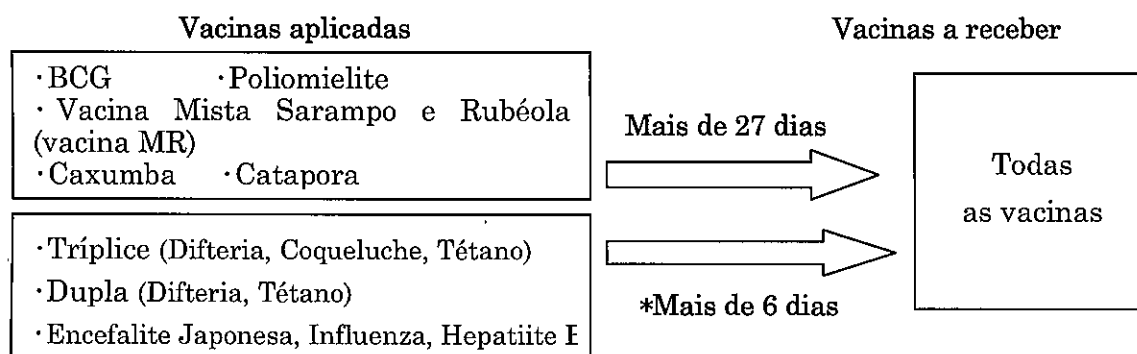 Vacinas aplicadas
Vacinas a receber
·BCG ·Poliomielite
· Vacina Mista Sarampo e Rubéola
(vacina MR)
·Caxumba ·Catapora
Mais de 27 dias
Todas
as vacinas
·Tríplice (Difteria, Coqueluche, Tétano)
·Dupla (Difteria, Tétano)
·Encefalite Japonesa, Influenza, Hepatiite
*Mais de 6 dias